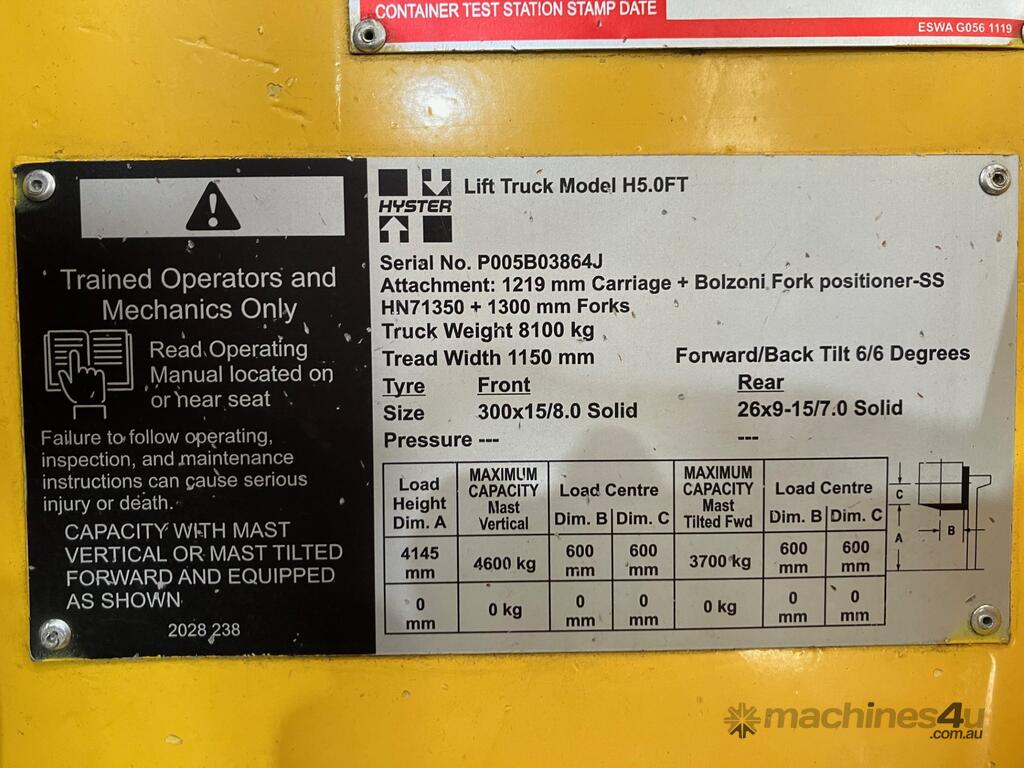 CONTAINER TEST STATION STAMP DATE
ESWA G056 1119
Trained Operators and
Mechanics Only
Read Operating
Manual located on
or near seat
Failure to follow operating,
inspection, and maintenance
instructions can cause serious
injury or death.
CAPACITY WITH MAST
VERTICAL OR MAST TILTED
FORWARD AND EQUIPPED
AS SHOWN
2028 238
HYSTER
Lift Truck Model H5.0FT
Serial No. P005B03864J
Attachment: 1219 mm Carriage + Bolzoni Fork positioner-SS
HN71350 + 1300 mm Forks
Truck Weight 8100 kg
Tread Width 1150 mm Forward/Back Tilt 6/6 Degrees
Tyre Front Rear
Size 300x15/8.0 Solid 26x9-15/7.0 Solid
Pressure --- ---
Load Height Dim. A MAXIMUM CAPACITY Mast Vertical Load Centre Dim. B Dim. C MAXIMUM CAPACITY Mast Tilted Fwd Load Centre Dim. B Dim. C
4145 mm 4600 kg 600 mm 600 mm 3700 kg 600 mm 600 mm
0 mm 0 kg 0 mm 0 mm 0 kg 0 mm 0 mm
C
B
A
machines4u
.com.au